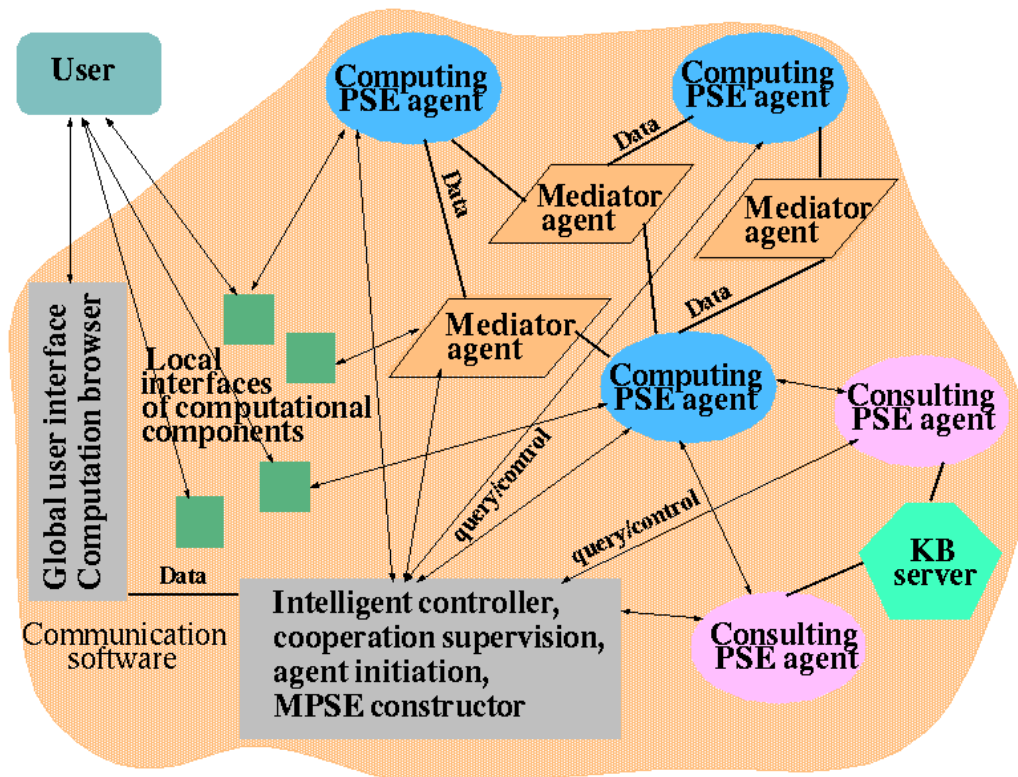 User
Computing
PSE agent
Computing
PSE agent
Data
Data
Mediator
agent
Mediator
agent
Data
Mediator
agent
Global user interface
Computation browser
Local
interfaces
of computational
components
Computing
PSE agent
Consulting
PSE agent
query/control
query/control
KB
server
Data
Intelligent controller,
cooperation supervision,
agent initiation,
MPSE constructor
Communication
software
Consulting
PSE agent